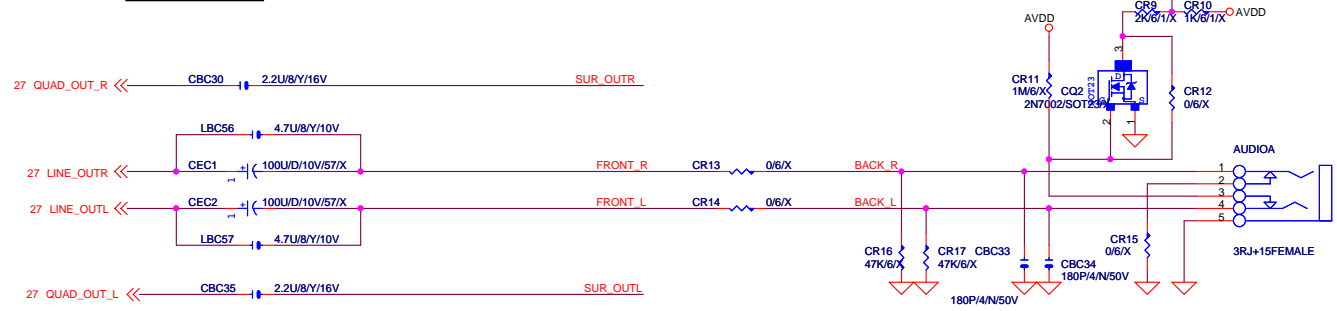 CR9 CR10
2K/6/1/X 1K/6/1/X AVDD
AVDD
3
CR11
1M/6/X
CQ2
2N7002/SOT23/X
SOT23
D
G
S
2
1
CR12
0/6/X
27 QUAD_OUT_R
CBC30 2.2U/8/Y/16V
SUR_OUTR
LBC56 4.7U/8/Y/10V
27 LINE_OUTR
CEC1 100U/D/10V/57/X
+
1
FRONT_R
CR13 0/6/X
BACK_R
27 LINE_OUTL
CEC2 100U/D/10V/57/X
+
1
FRONT_L
CR14 0/6/X
BACK_L
LBC57 4.7U/8/Y/10V
27 QUAD_OUT_L
CBC35 2.2U/8/Y/16V
SUR_OUTL
CR16
47K/6/X
CR17
47K/6/X
CBC33
180P/4/N/50V
CBC34
180P/4/N/50V
CR15
0/6/X
AUDIOA
1
2
3
4
5
3RJ+15FEMALE